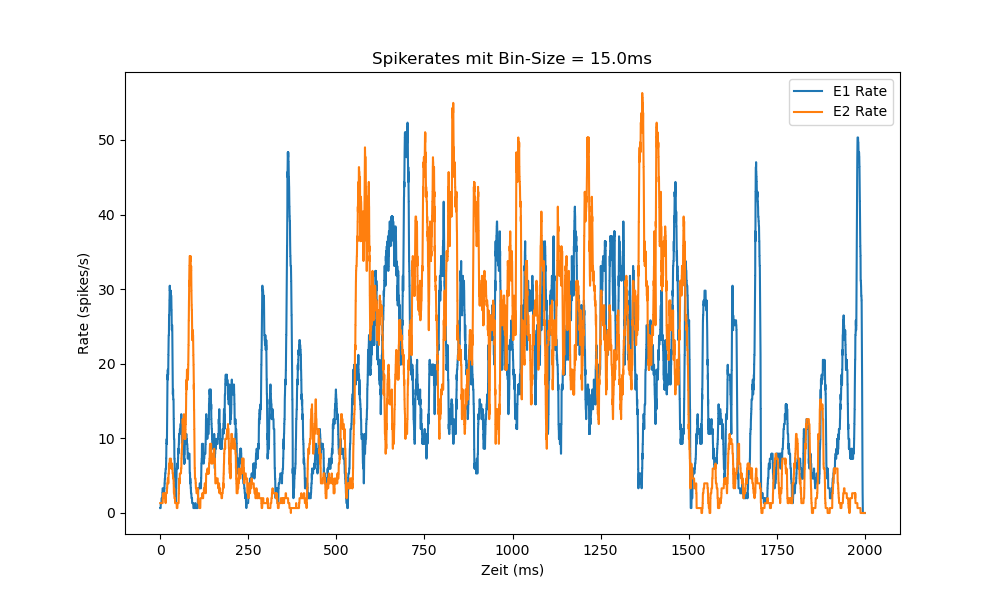 Spikerates mit Bin-Size = 15.0ms
E1 Rate
E2 Rate
Rate (spikes/s)
50
40
30
20
10
0
0 250 500 750 1000 1250 1500 1750 2000
Zeit (ms)